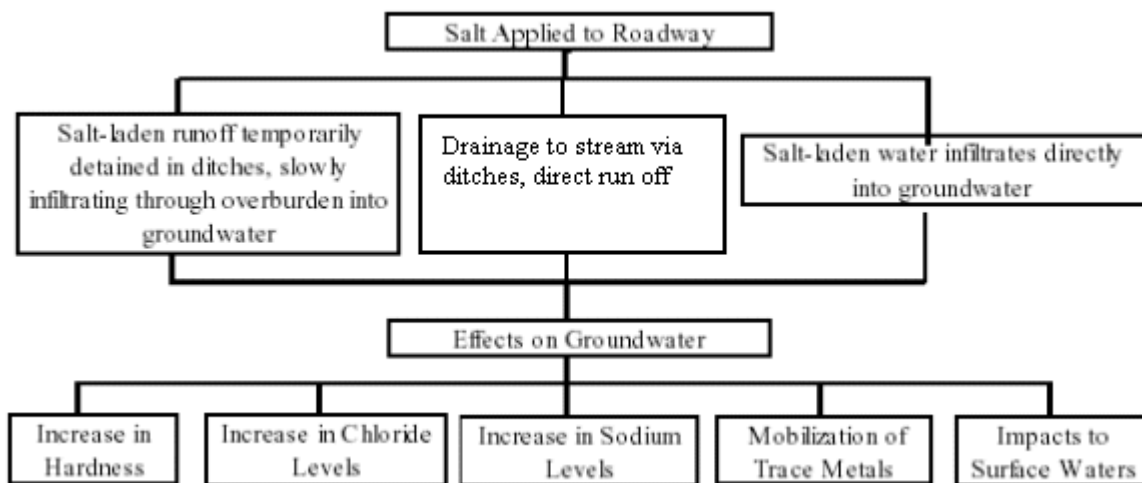 Salt Applied to Roadway
Salt-laden runoff temporarily
detained in ditches, slowly
infiltrating through overburden into
groundwater
Drainage to stream via
ditches, direct run off
Salt-laden water infiltrates directly
into groundwater
Effects on Groundwater
Increase in
Hardness
Increase in Chloride
Levels
Increase in Sodium
Levels
Mobilization of
Trace Metals
Impacts to
Surface Waters